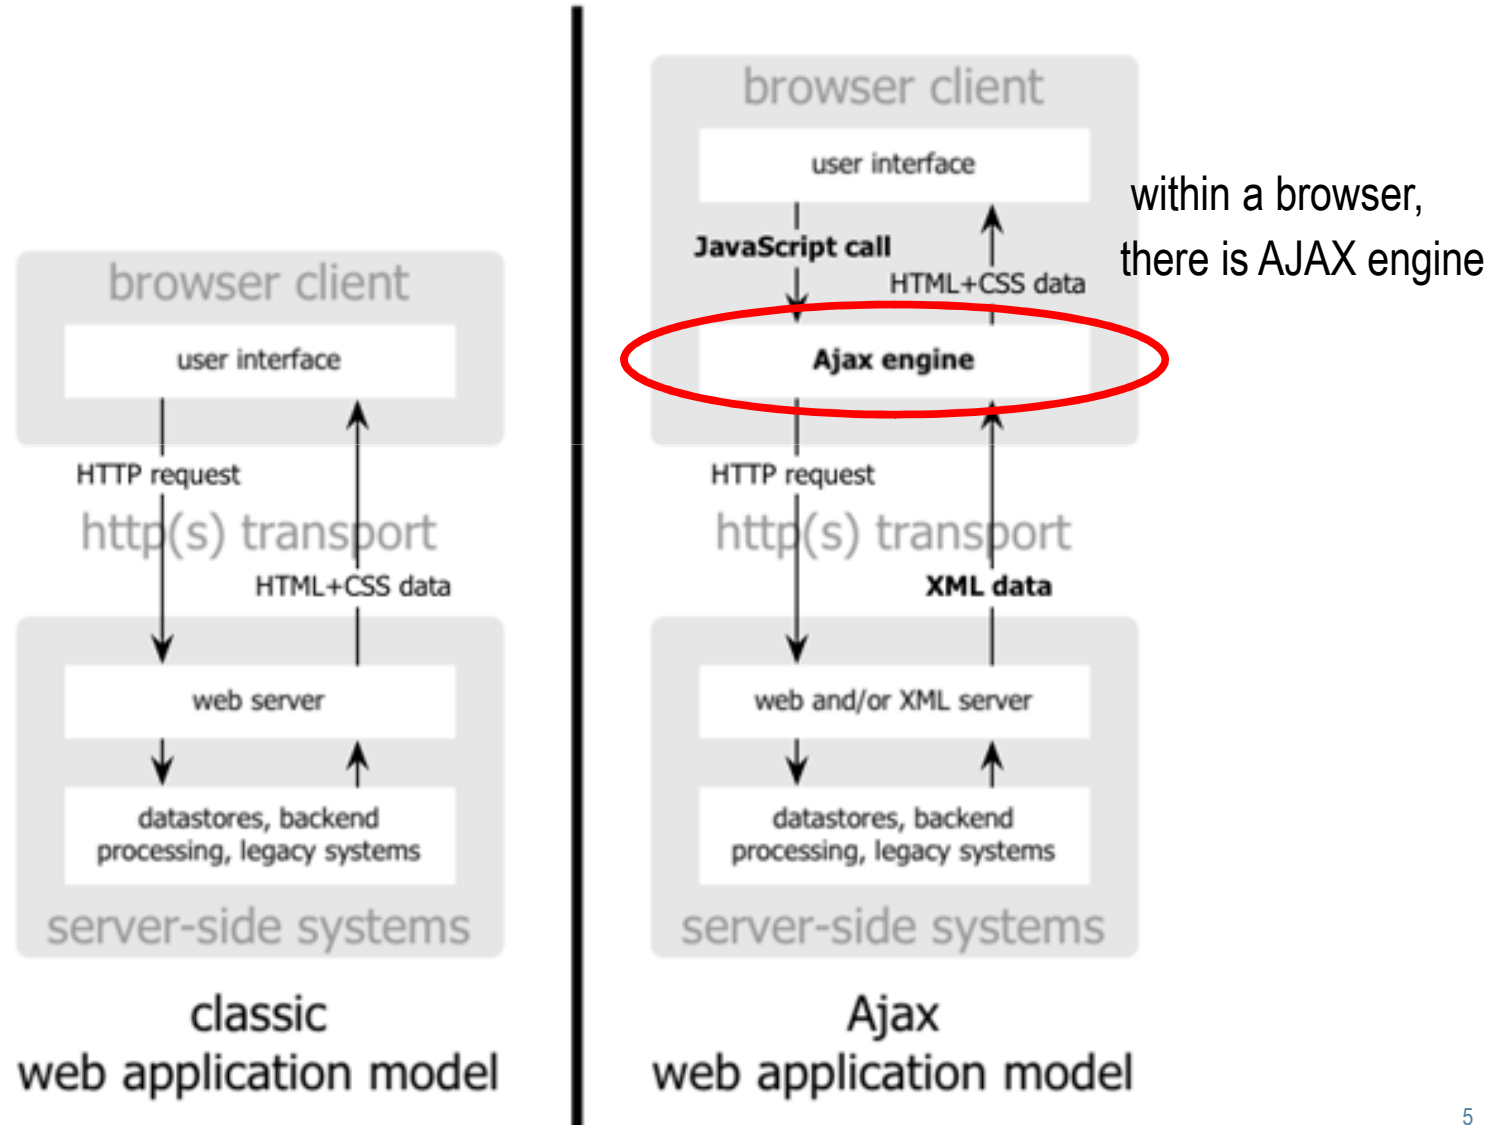 browser client
user interface
HTTP request
http(s) transport
HTML+CSS data
web server
datastores, backend
processing, legacy systems
server-side systems
classic
web application model
browser client
user interface
JavaScript call
HTML+CSS data
Ajax engine
HTTP request
http(s) transport
XML data
web and/or XML server
datastores, backend
processing, legacy systems
server-side systems
Ajax
web application model
within a browser,
there is AJAX engine
5